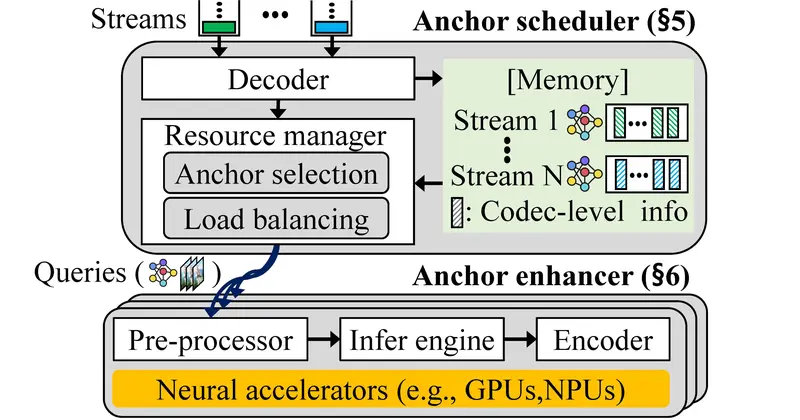 Streams
Anchor scheduler (§5)
Decoder
[Memory]
Stream 1
Stream N
: Codec-level info
Resource manager
Anchor selection
Load balancing
Queries ( )
Anchor enhancer (§6)
Pre-processor
Infer engine
Encoder
Neural accelerators (e.g., GPUs,NPUs)